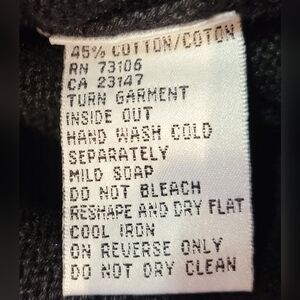 45% COTTON/COTON
RN 73106
CA 23147
TURN GARMENT
INSIDE OUT
HAND WASH COLD
SEPARATELY
MILD SOAP
DO NOT BLEACH
RESHAPE AND DRY FLAT
COOL IRON
ON REVERSE ONLY
DO NOT DRY CLEAN